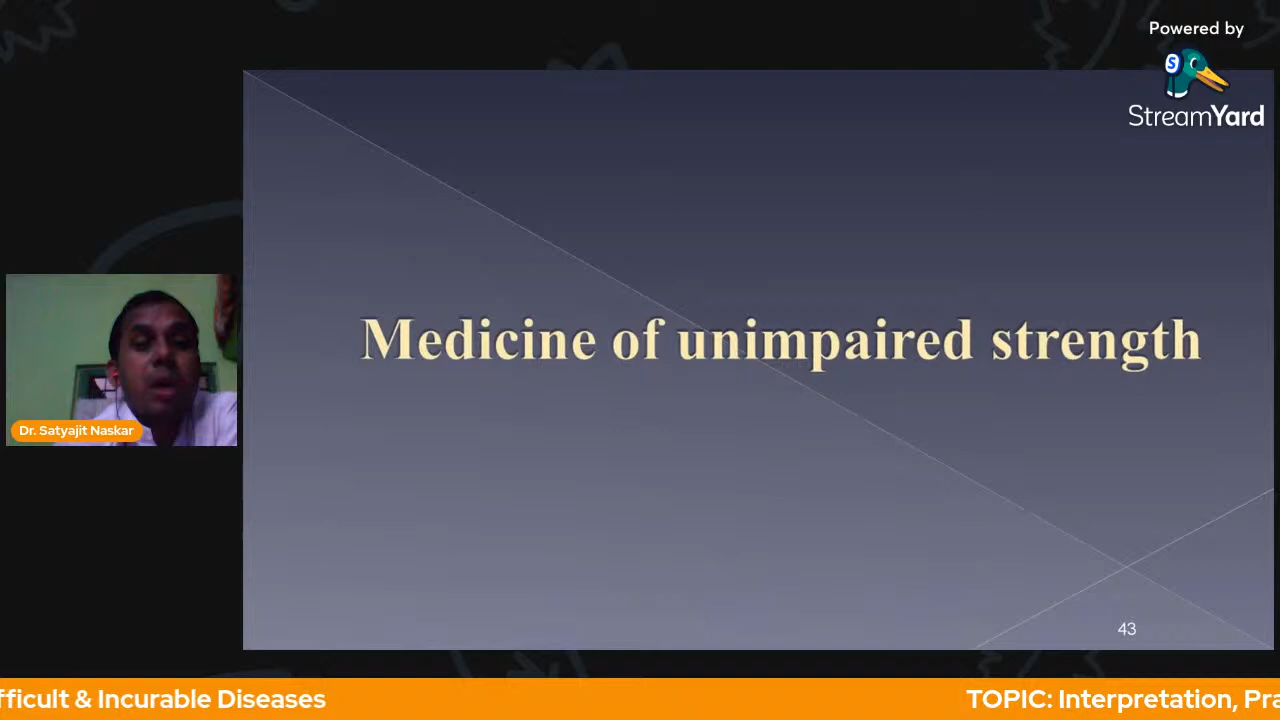 Powered by
StreamYard
Medicine of unimpaired strength
Dr. Satyajit Naskar
43
fficult & Incurable Diseases
TOPIC: Interpretation, Pra